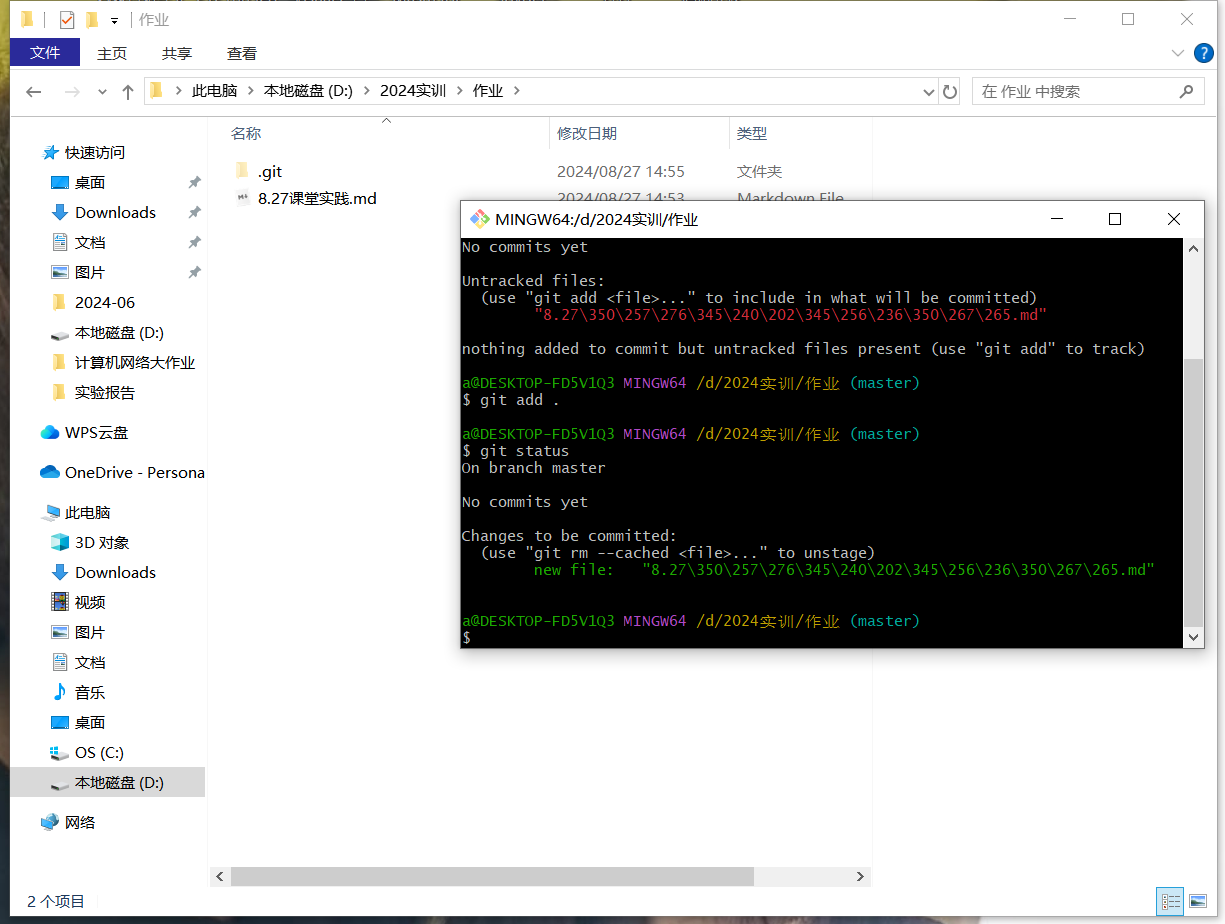 作业
文件 主页 共享 查看
此电脑 > 本地磁盘 (D:) > 2024实训 > 作业 >
在 作业 中搜索
名称 修改日期 类型
.git 2024/08/27 14:55 文件夹
8.27课堂实践.md 2024/08/27 14:53 Markdown File
快速访问
桌面
Downloads
文档
图片
2024-06
本地磁盘 (D:)
计算机网络大作业
实验报告
WPS云盘
OneDrive - Persona
此电脑
3D 对象
Downloads
视频
图片
文档
音乐
桌面
OS (C:)
本地磁盘 (D:)
网络
2 个项目
MINGW64:/d/2024实训/作业
No commits yet
Untracked files:
(use "git add <file>..." to include in what will be committed)
"8.27\350\257\276\345\240\202\345\256\236\350\267\265.md"
nothing added to commit but untracked files present (use "git add" to track)
a@DESKTOP-FD5V1Q3 MINGW64 /d/2024实训/作业 (master)
$ git add .
a@DESKTOP-FD5V1Q3 MINGW64 /d/2024实训/作业 (master)
$ git status
On branch master
No commits yet
Changes to be committed:
(use "git rm --cached <file>..." to unstage)
new file: "8.27\350\257\276\345\240\202\345\256\236\350\267\265.md"
a@DESKTOP-FD5V1Q3 MINGW64 /d/2024实训/作业 (master)
$